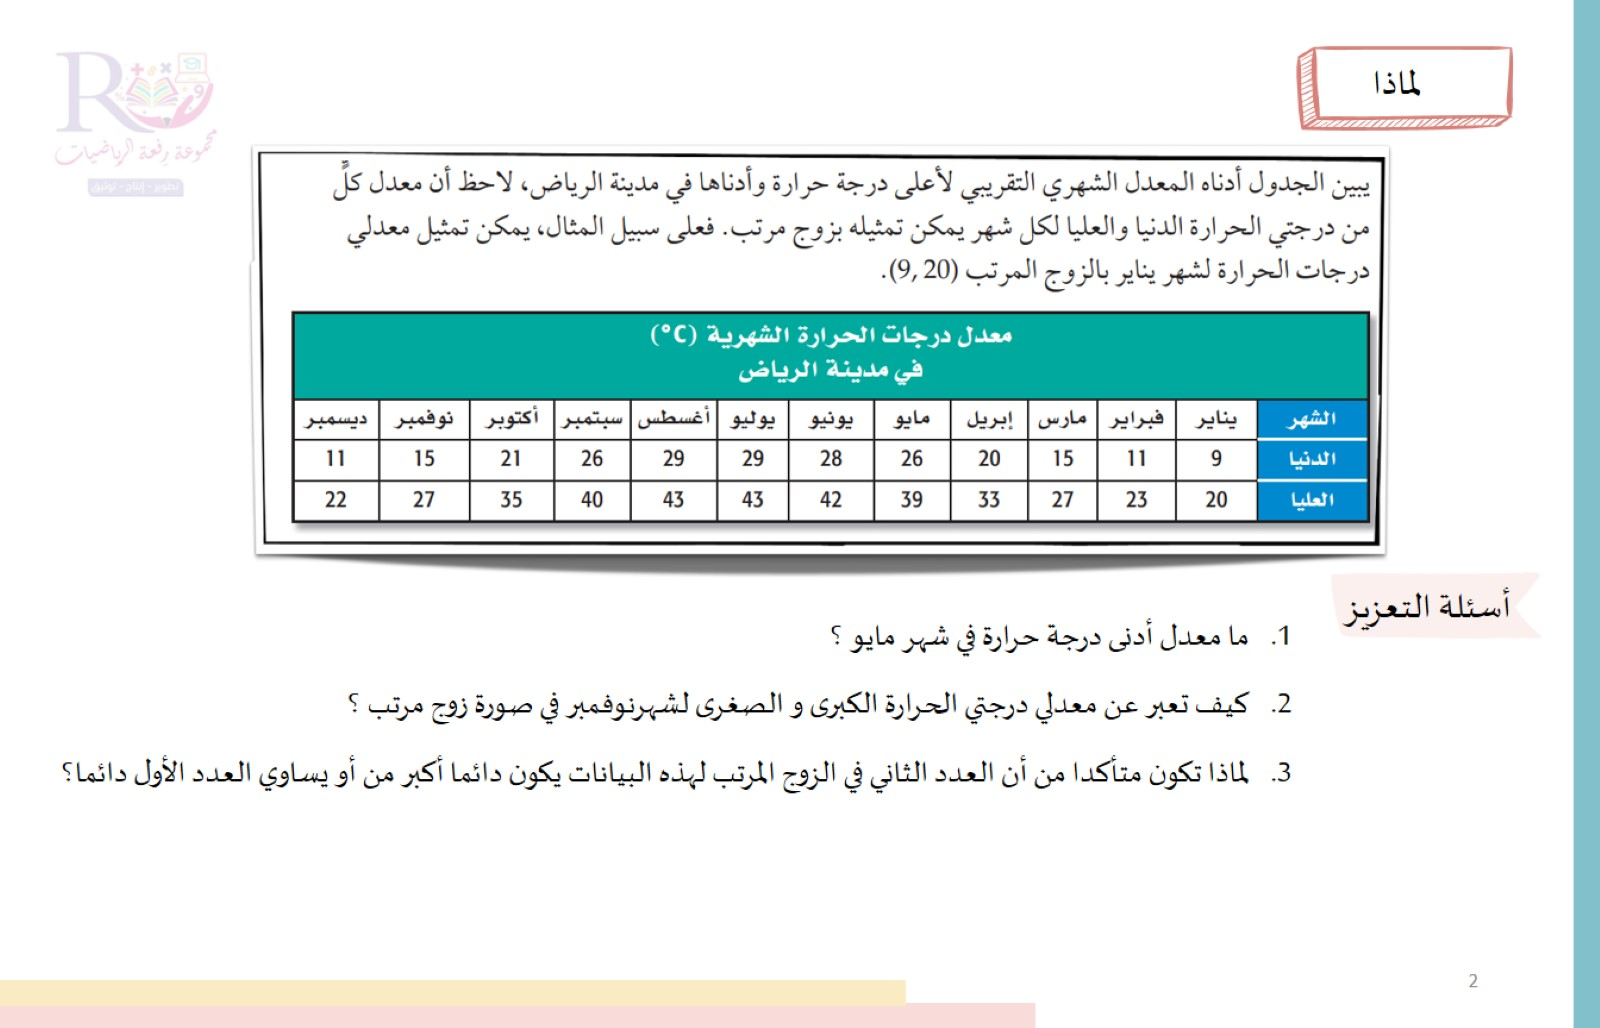 لماذا
مجموعة رفعة الرياضيات
تطوير - إنتاج - توثيق
يبين الجدول أدناه المعدل الشهري التقريبي لأعلى درجة حرارة وأدناها في مدينة الرياض، لاحظ أن معدل كلٍّ
من درجتي الحرارة الدنيا والعليا لكل شهر يمكن تمثيله بزوج مرتب. فعلى سبيل المثال، يمكن تمثيل معدلي
درجات الحرارة لشهر يناير بالزوج المرتب (9, 20).
معدل درجات الحرارة الشهرية (°C)
في مدينة الرياض
الشهر يناير فبراير مارس إبريل مايو يونيو يوليو أغسطس سبتمبر أكتوبر نوفمبر ديسمبر
الدنيا 9 11 15 20 26 28 29 29 26 21 15 11
العليا 20 23 27 33 39 42 43 43 40 35 27 22
أسئلة التعزيز
1. ما معدل أدنى درجة حرارة في شهر مايو ؟
2. كيف تعبر عن معدلي درجتي الحرارة الكبرى و الصغرى لشهرنوفمبر في صورة زوج مرتب ؟
3. لماذا تكون متأكدا من أن العدد الثاني في الزوج المرتب لهذه البيانات يكون دائما أكبر من أو يساوي العدد الأول دائما؟
2